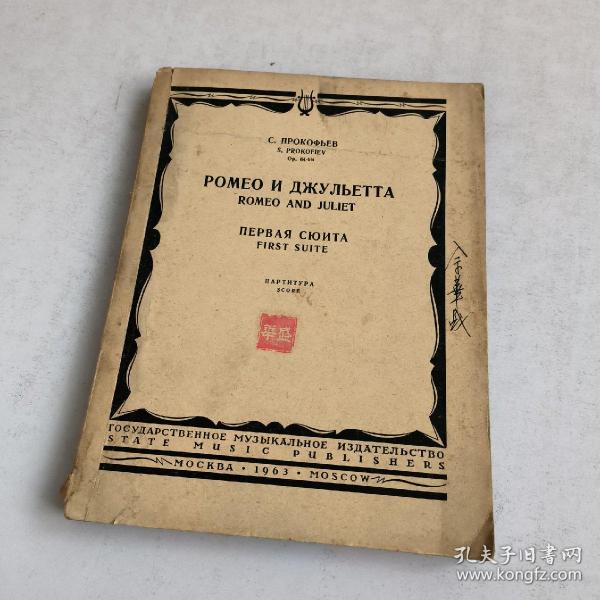 С. ПРОКОФЬЕВ
S. PROKOFIEV
РОМЕО И ДЖУЛЬЕТТА
ROMEO AND JULIET
ПЕРВАЯ СЮИТА
FIRST SUITE
ПАРТИТУРА
SCORE
ГОСУДАРСТВЕННОЕ МУЗЫКАЛЬНОЕ ИЗДАТЕЛЬСТВО
STATE MUSIC PUBLISHERS
МОСКВА · 1963 · MOSCOW
孔夫子旧書网
www.kongfz.com